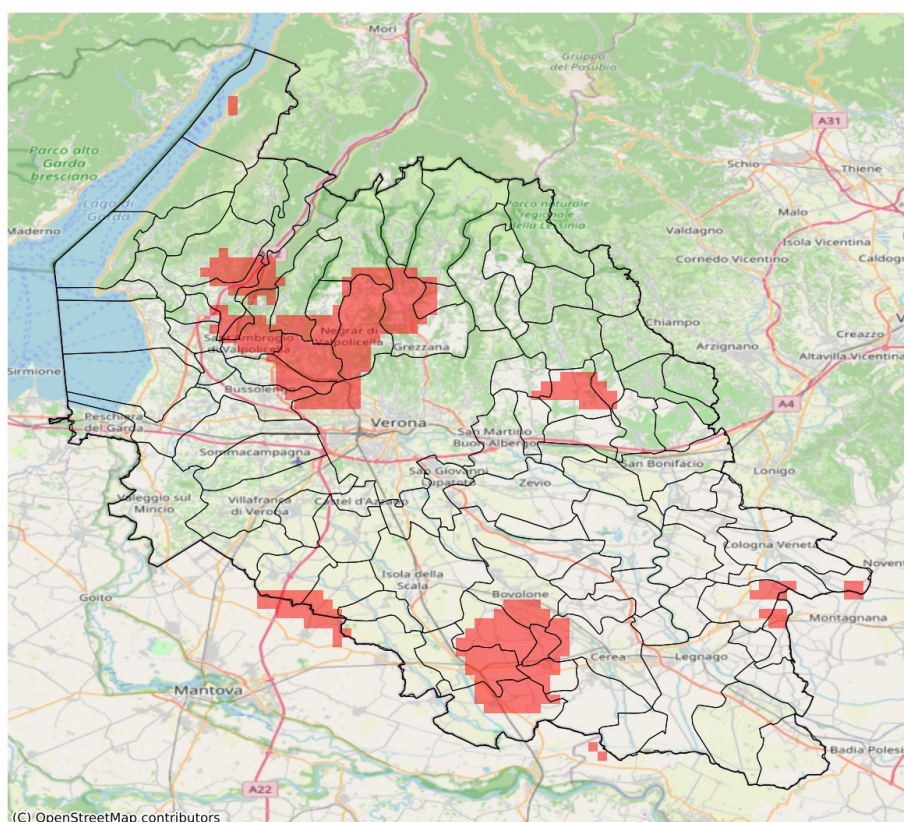 Mori
Gruppo
del Posubio
A31
Parco alto
Garda
bresciano
Schio
Thiene
Lago di
Garda
Maderno
Parco naturale
regionale
della Lessinia
Malo
Valdagno
Isola Vicentina
Cornedo Vicentino
Caldogn
Chiampo
Creazzo
Negrar di
Valpolicella
Sant'Ambrogio
di Valpolicella
Grezzana
Arzignano
Altavilla Vicentina
Sirmione
Bussolengo
A4
Peschiera
del Garda
Verona
San Martino
Buon Albergo
Sommacampagna
San Giovanni
Lupatoto
San Bonifacio
Lonigo
Zevio
Valeggio sul
Mincio
Villafranca
di Verona
Castel d'Azzano
Cologna Veneta
Novent
Isola della
Scala
Goito
Bovolone
Montagnana
Cerea
Legnago
Mantova
Badia Polesi
A22
(C) OpenStreetMap contributors